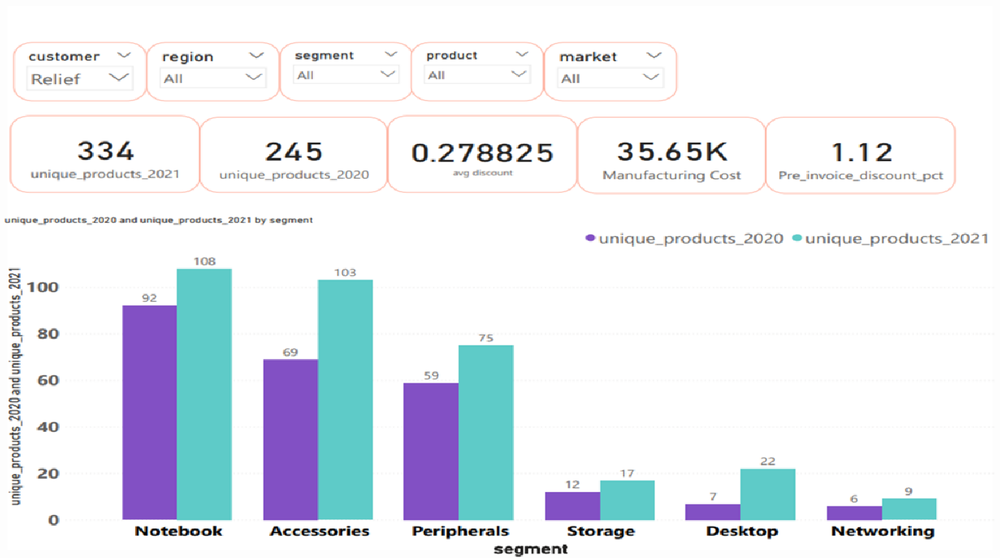 customer
Relief
region
All
segment
All
product
All
market
All
334
unique_products_2021
245
unique_products_2020
0.278825
avg discount
35.65K
Manufacturing Cost
1.12
Pre_invoice_discount_pct
unique_products_2020 and unique_products_2021 by segment
unique_products_2020 unique_products_2021
unique_products_2020 and unique_products_2021
100
80
60
40
20
0
92
108
69
103
59
75
12
17
7
22
6
9
Notebook Accessories Peripherals Storage Desktop Networking
segment